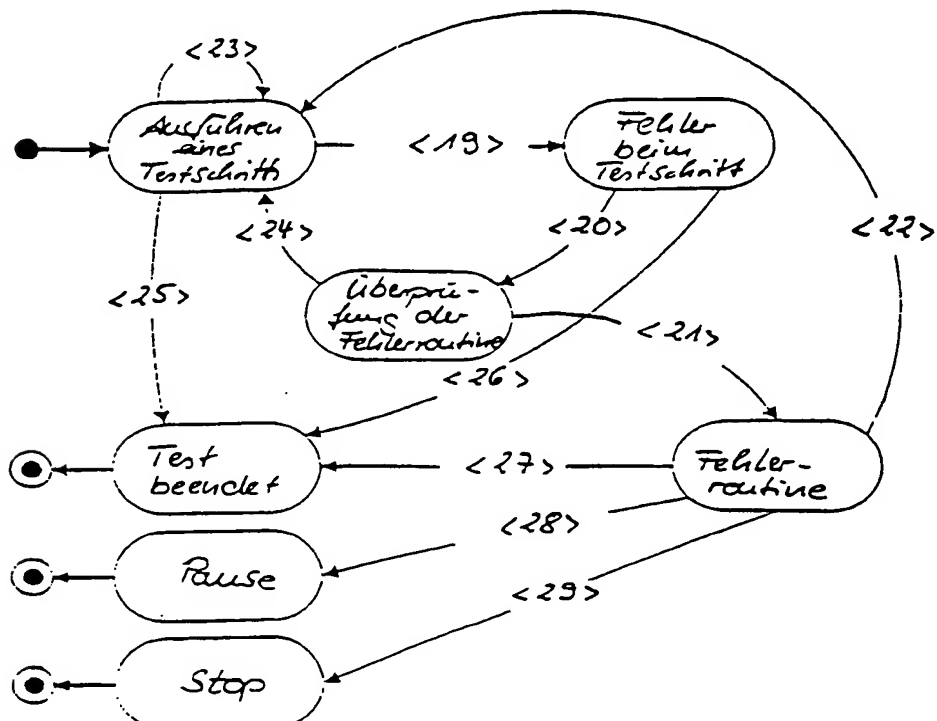 <23>
Ausführen
eines
Testschritts
<19>
Fehler
beim
Testschritt
<24>
<20>
<22>
<25>
Überprü-
fung der
Fehlerroutine
<21>
<26>
Test
beendet
<27>
Fehler-
routine
<28>
Pause
<29>
Stop